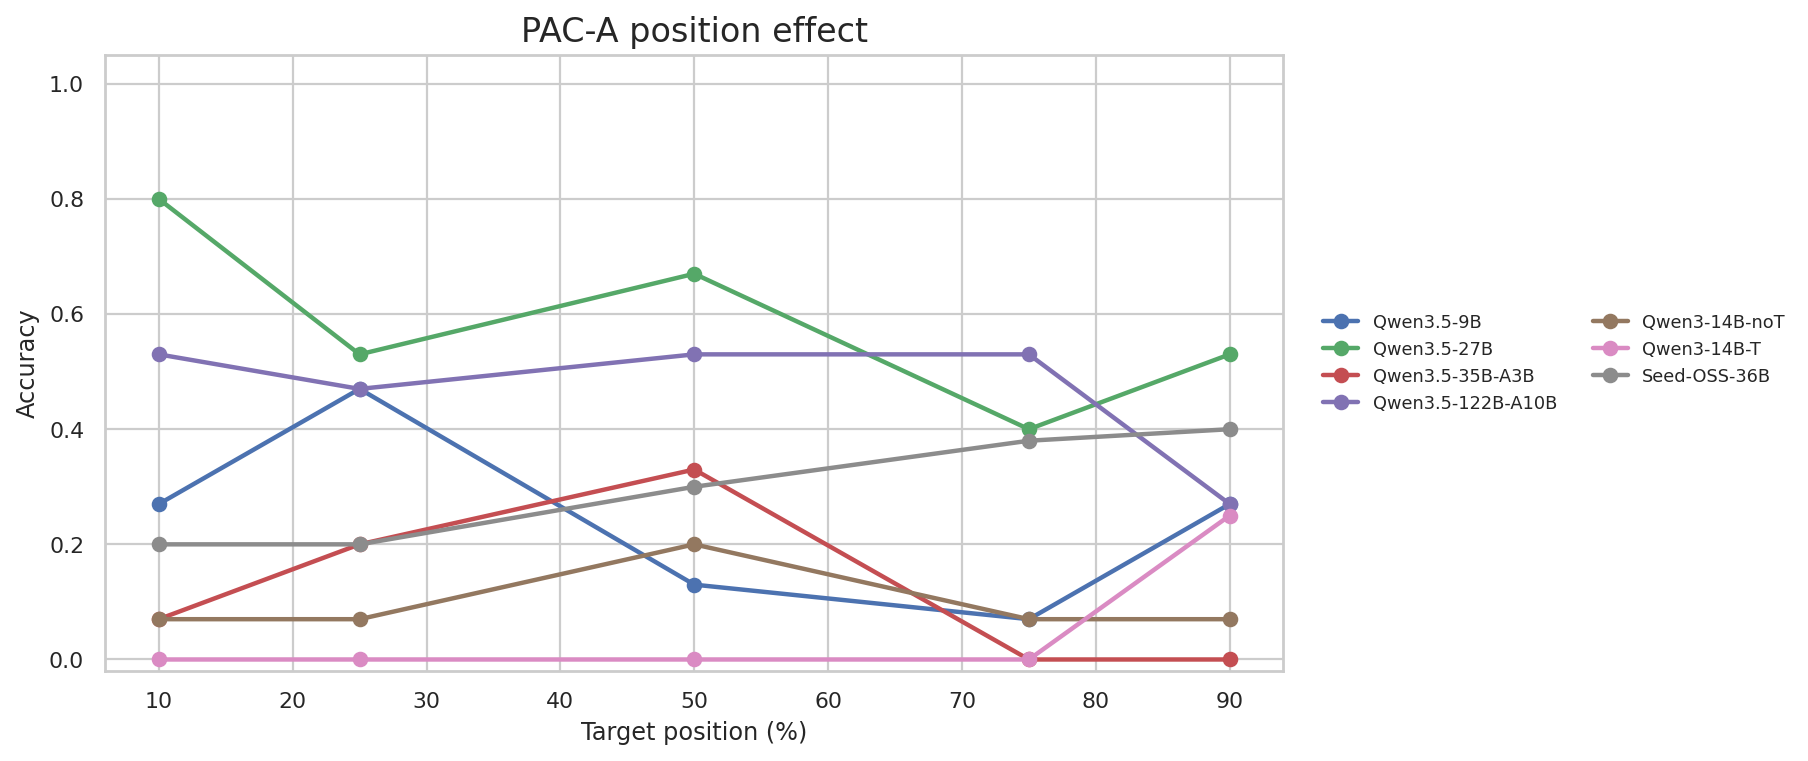 PAC-A position effect
Accuracy
1.0
0.8
0.6
0.4
0.2
0.0
10 20 30 40 50 60 70 80 90
Target position (%)
Qwen3.5-9B
Qwen3.5-27B
Qwen3.5-35B-A3B
Qwen3.5-122B-A10B
Qwen3-14B-noT
Qwen3-14B-T
Seed-OSS-36B